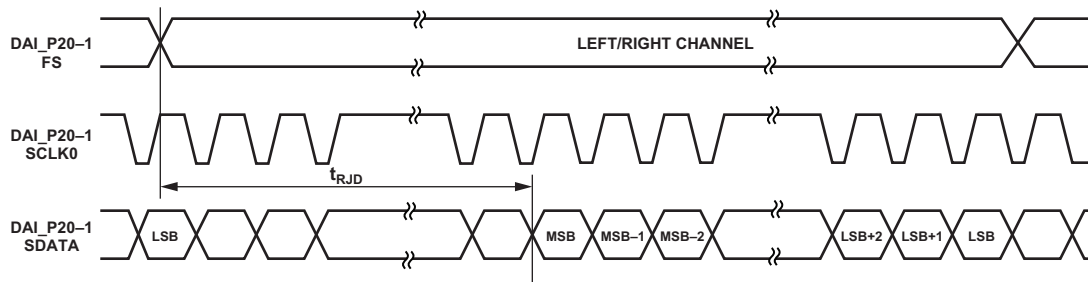 DAI_P20–1
FS
LEFT/RIGHT CHANNEL
DAI_P20–1
SCLK0
tRJD
DAI_P20–1
SDATA
LSB
MSB
MSB–1
MSB–2
LSB+2
LSB+1
LSB